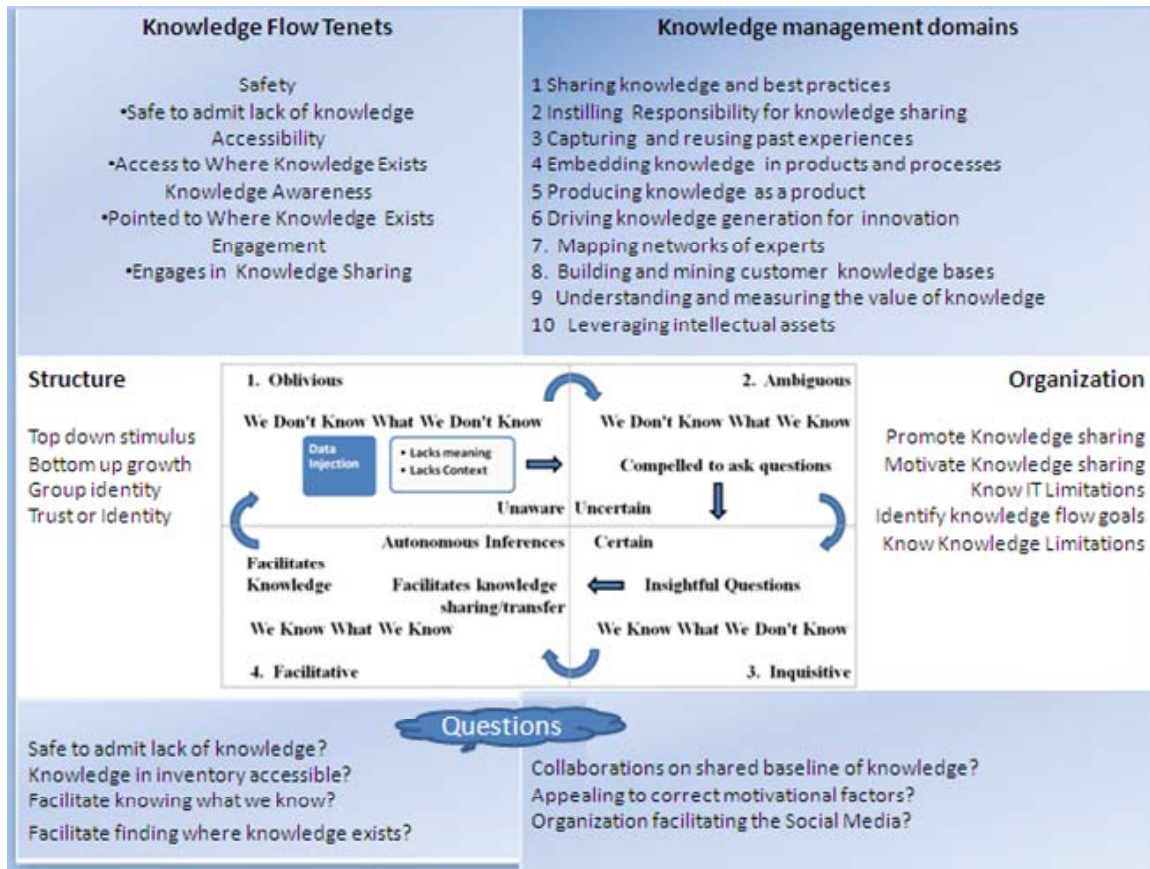 Knowledge Flow Tenets
Safety
•Safe to admit lack of knowledge
Accessibility
•Access to Where Knowledge Exists
Knowledge Awareness
•Pointed to Where Knowledge Exists
Engagement
•Engages in Knowledge Sharing
Knowledge management domains
1 Sharing knowledge and best practices
2 Instilling Responsibility for knowledge sharing
3 Capturing and reusing past experiences
4 Embedding knowledge in products and processes
5 Producing knowledge as a product
6 Driving knowledge generation for innovation
7. Mapping networks of experts
8. Building and mining customer knowledge bases
9 Understanding and measuring the value of knowledge
10 Leveraging intellectual assets
Structure
Top down stimulus
Bottom up growth
Group identity
Trust or Identity
1. Oblivious
We Don't Know What We Don't Know
Data
Injection
• Lacks meaning
• Lacks Context
Unaware
2. Ambiguous
We Don't Know What We Know
Compelled to ask questions
Uncertain
Autonomous Inferences
Facilitates
Knowledge
Facilitates knowledge
sharing/transfer
We Know What We Know
4. Facilitative
Certain
Insightful Questions
We Know What We Don't Know
3. Inquisitive
Organization
Promote Knowledge sharing
Motivate Knowledge sharing
Know IT Limitations
Identify knowledge flow goals
Know Knowledge Limitations
Questions
Safe to admit lack of knowledge?
Knowledge in inventory accessible?
Facilitate knowing what we know?
Facilitate finding where knowledge exists?
Collaborations on shared baseline of knowledge?
Appealing to correct motivational factors?
Organization facilitating the Social Media?